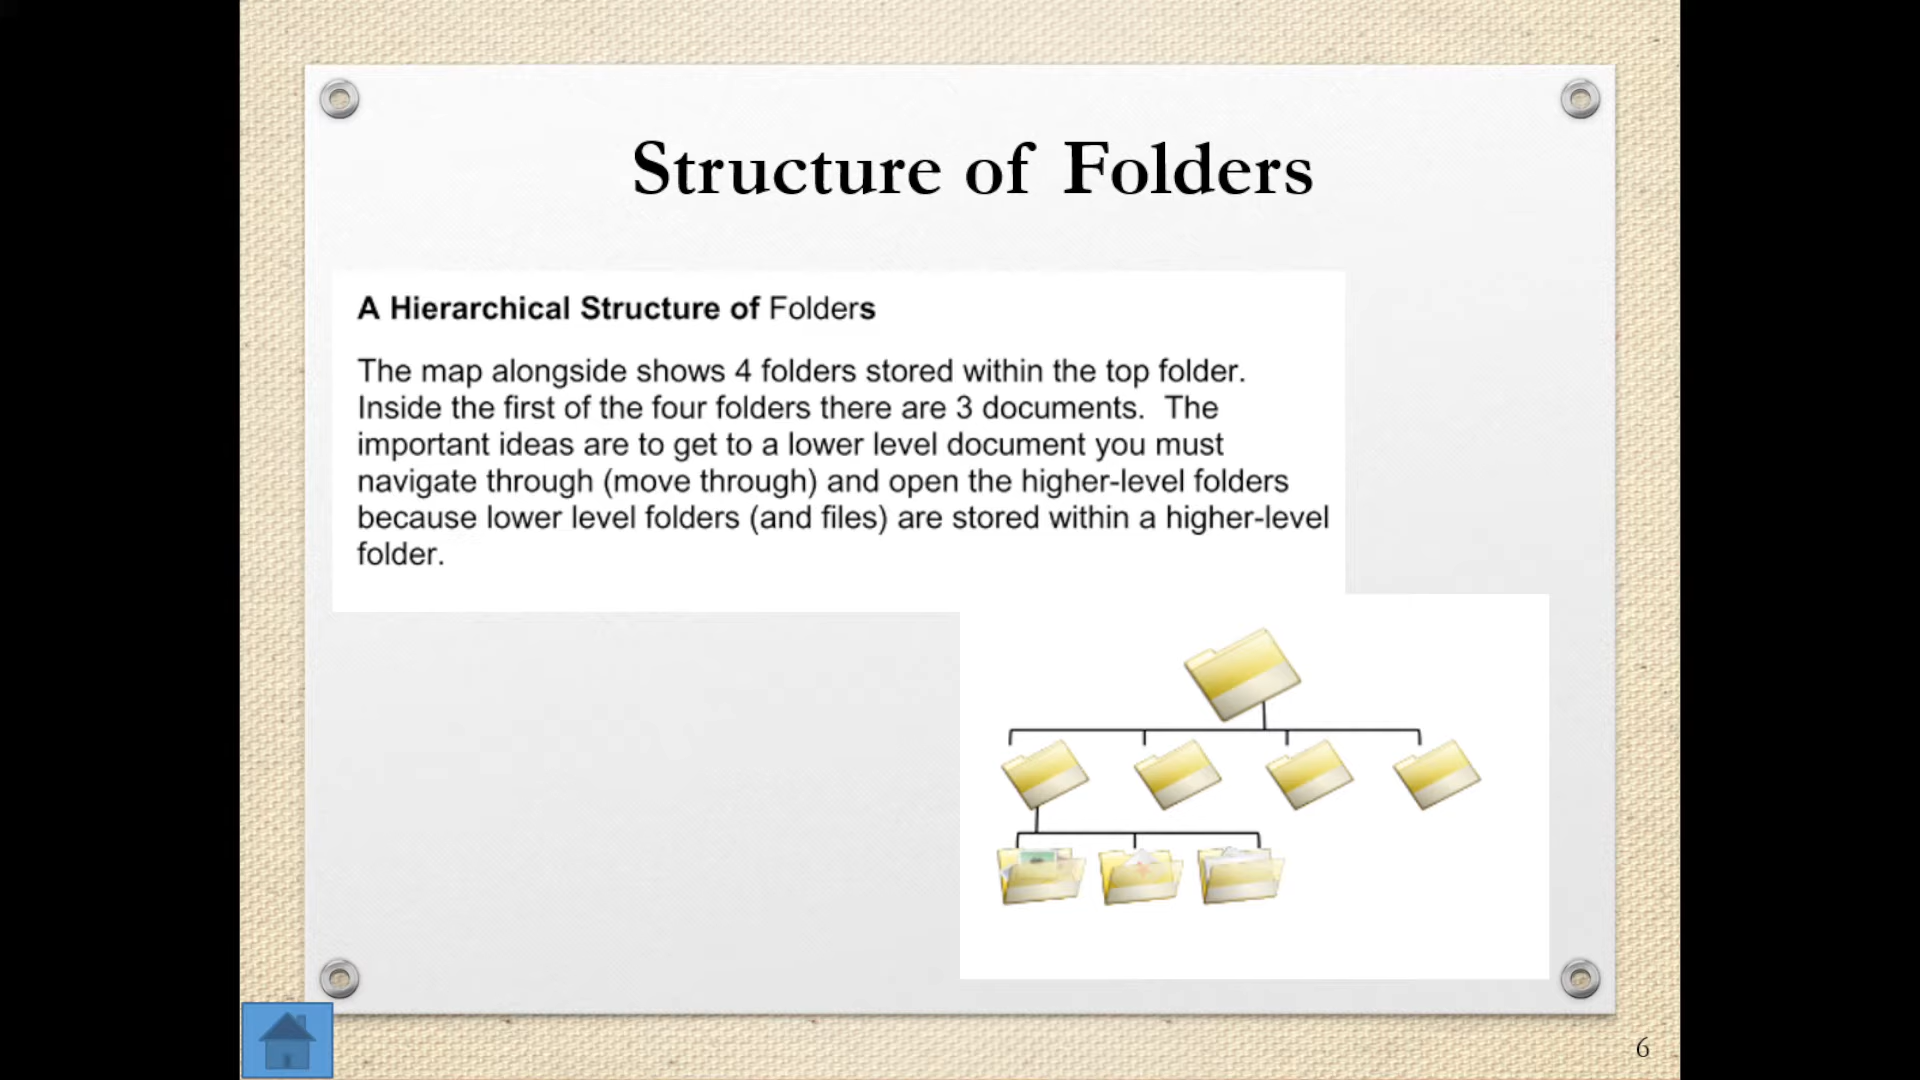 Structure of Folders
A Hierarchical Structure of Folders
The map alongside shows 4 folders stored within the top folder.
Inside the first of the four folders there are 3 documents.  The
important ideas are to get to a lower level document you must
navigate through (move through) and open the higher-level folders
because lower level folders (and files) are stored within a higher-level
folder.
6